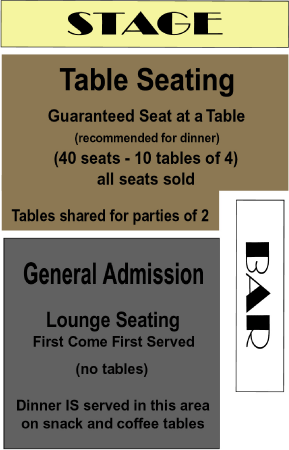 STAGE
Table Seating
Guaranteed Seat at a Table
(recommended for dinner)
(40 seats - 10 tables of 4)
all seats sold
Tables shared for parties of 2
BAR
General Admission
Lounge Seating
First Come First Served
(no tables)
Dinner IS served in this area
on snack and coffee tables